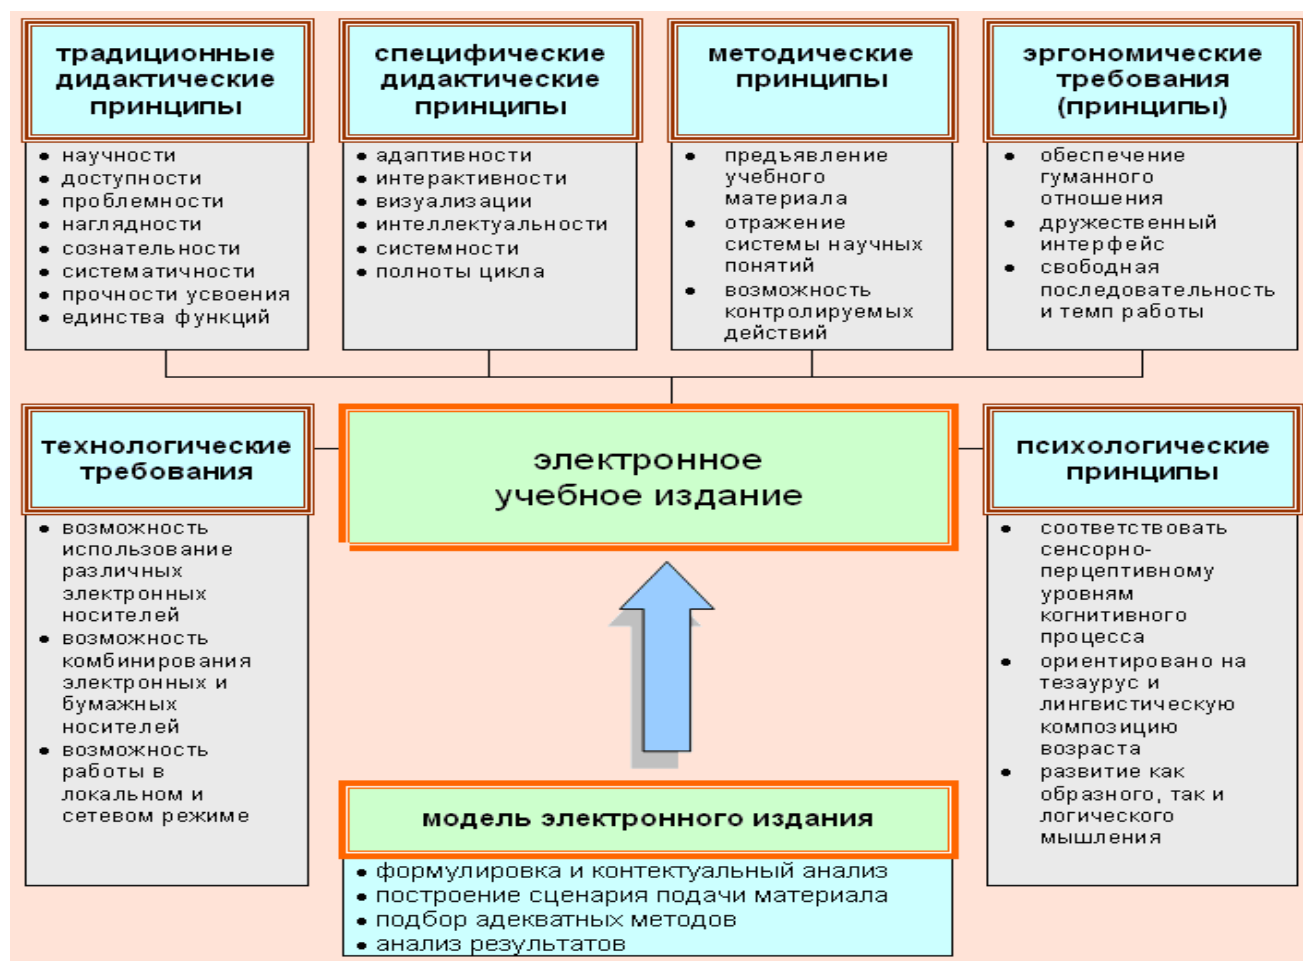 традиционные
дидактические
принципы
• научности
• доступности
• проблемности
• наглядности
• сознательности
• систематичности
• прочности усвоения
• единства функций
специфические
дидактические
принципы
• адаптивности
• интерактивности
• визуализации
• интеллектуальности
• системности
• полноты цикла
методические
принципы
• предъявление
учебного
материала
• отражение
системы научных
понятий
• возможность
контролируемых
действий
эргономические
требования
(принципы)
• обеспечение
гуманного
отношения
• дружественный
интерфейс
• свободная
последовательность
и темп работы
технологические
требования
• возможность
использование
различных
электронных
носителей
• возможность
комбинирования
электронных и
бумажных
носителей
• возможность
работы в
локальном и
сетевом режиме
электронное
учебное издание
психологические
принципы
• соответствовать
сенсорно-
перцептивному
уровням
когнитивного
процесса
• ориентировано на
тезаурус и
лингвистическую
композицию
возраста
• развитие как
образного, так и
логического
мышления
модель электронного издания
• формулировка и контектуальный анализ
• построение сценария подачи материала
• подбор адекватных методов
• анализ результатов